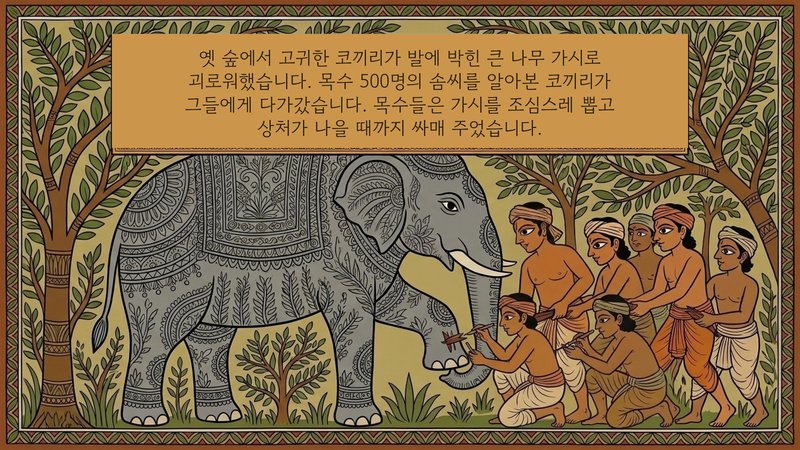 옛 숲에서 고귀한 코끼리가 발에 박힌 큰 나무 가시로
괴로워했습니다. 목수 500명의 솜씨를 알아본 코끼리가
그들에게 다가갔습니다. 목수들은 가시를 조심스레 뽑고
상처가 나을 때까지 싸매 주었습니다.